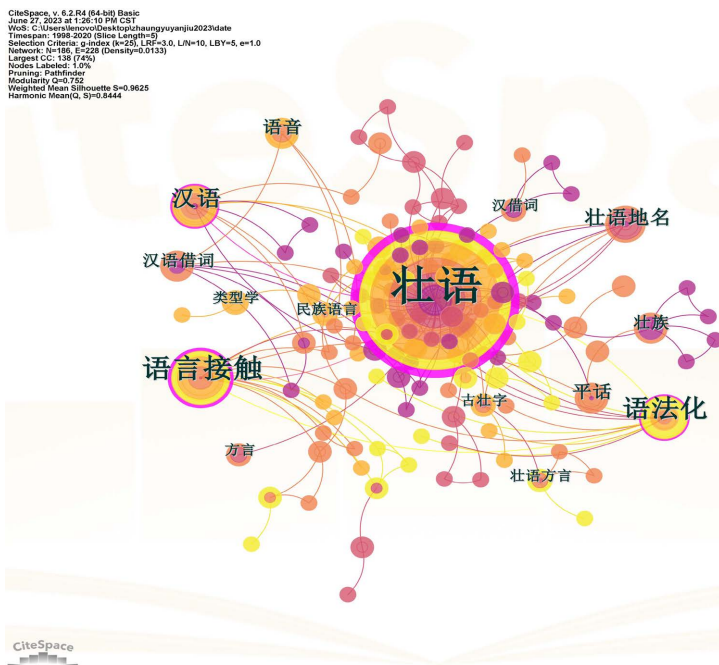 CiteSpace, v. 6.2.R4 (64-bit) Basic
June 27, 2023 at 1:26:10 PM CST
WoS: C:\Users\lenovo\Desktop\zhaungyuyanjiu2023\date
Timespan: 1998-2020 (Slice Length=5)
Selection Criteria: g-index (k=25), LRF=3.0, L/N=10, LBY=5, e=1.0
Network: N=186, E=228 (Density=0.0133)
Largest CC: 138 (74%)
Nodes Labeled: 1.0%
Pruning: Pathfinder
Modularity Q=0.752
Weighted Mean Silhouette S=0.9625
Harmonic Mean(Q, S)=0.8444
语音
汉语
汉借词
壮语地名
汉语借词
壮语
类型学
民族语言
壮族
语言接触
平话
古壮字
语法化
方言
壮语方言
CiteSpace